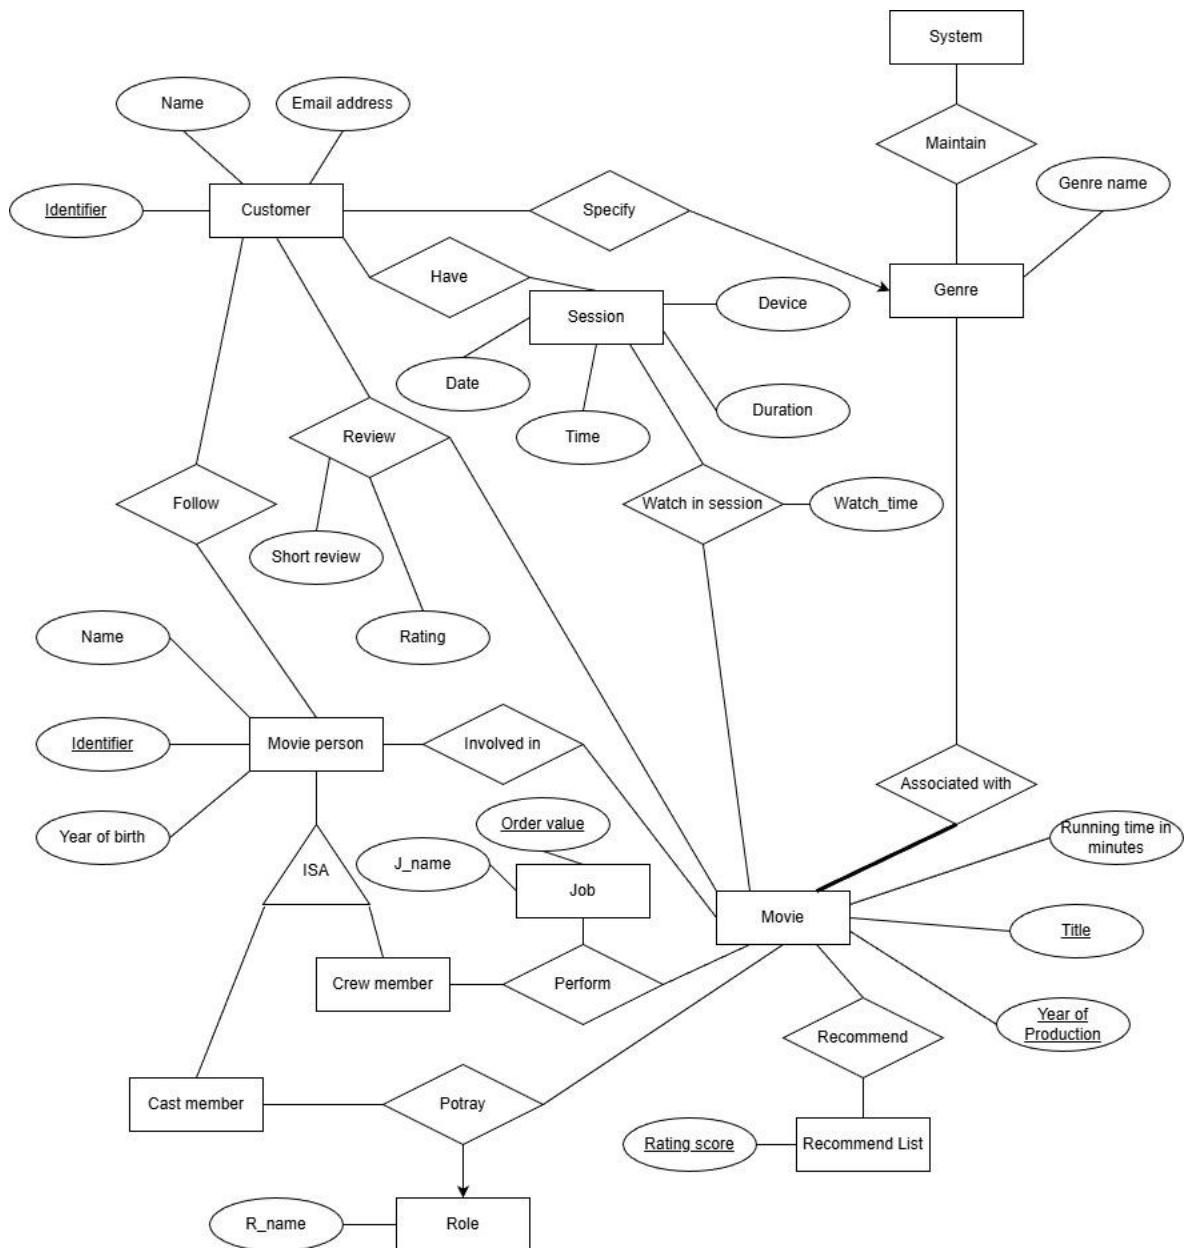 System
Name
Email address
Maintain
Genre name
Identifier
Customer
Specify
Have
Genre
Session
Device
Date
Duration
Time
Review
Follow
Watch in session
Watch_time
Short review
Name
Rating
Identifier
Movie person
Involved in
Associated with
Year of birth
Order value
Running time in
minutes
J_name
ISA
Job
Movie
Title
Crew member
Perform
Year of
Production
Recommend
Cast member
Potray
Rating score
Recommend List
R_name
Role